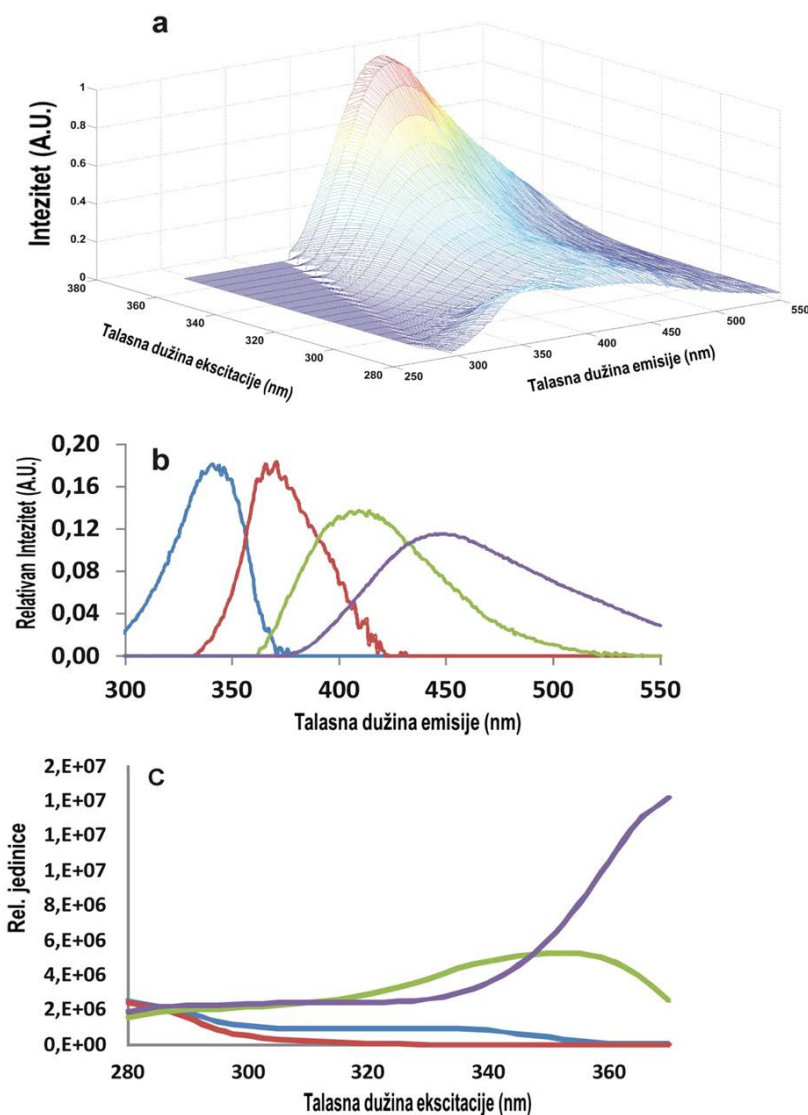 a
Intezitet (A.U.)
1
0.8
0.6
0.4
0.2
0
380
360
340
320
300
280
Talasna dužina ekscitacije (nm)
250
300
350
400
450
500
550
Talasna dužina emisije (nm)
b
Relativan Intezitet (A.U.)
0,20
0,16
0,12
0,08
0,04
0,00
300 350 400 450 500 550
Talasna dužina emisije (nm)
c
Rel. jedinice
2,E+07
1,E+07
1,E+07
1,E+07
8,E+06
6,E+06
4,E+06
2,E+06
0,E+00
280 300 320 340 360
Talasna dužina ekscitacije (nm)